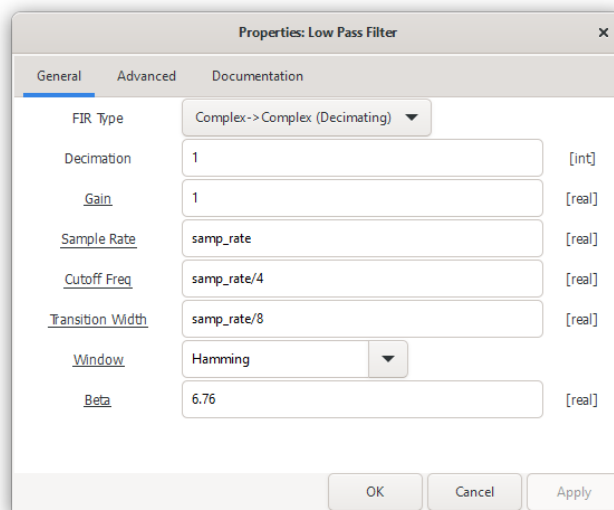 Properties: Low Pass Filter ×
General Advanced Documentation
FIR Type Complex->Complex (Decimating)
Decimation 1 [int]
Gain 1 [real]
Sample Rate samp_rate [real]
Cutoff Freq samp_rate/4 [real]
Transition Width samp_rate/8 [real]
Window Hamming
Beta 6.76 [real]
OK Cancel Apply